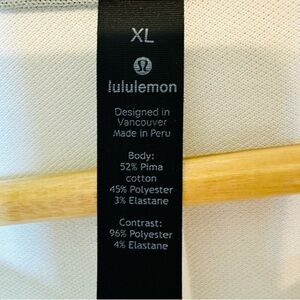 XL
lululemon
Designed in
Vancouver
Made in Peru
Body:
52% Pima
cotton
45% Polyester
3% Elastane
Contrast:
96% Polyester
4% Elastane